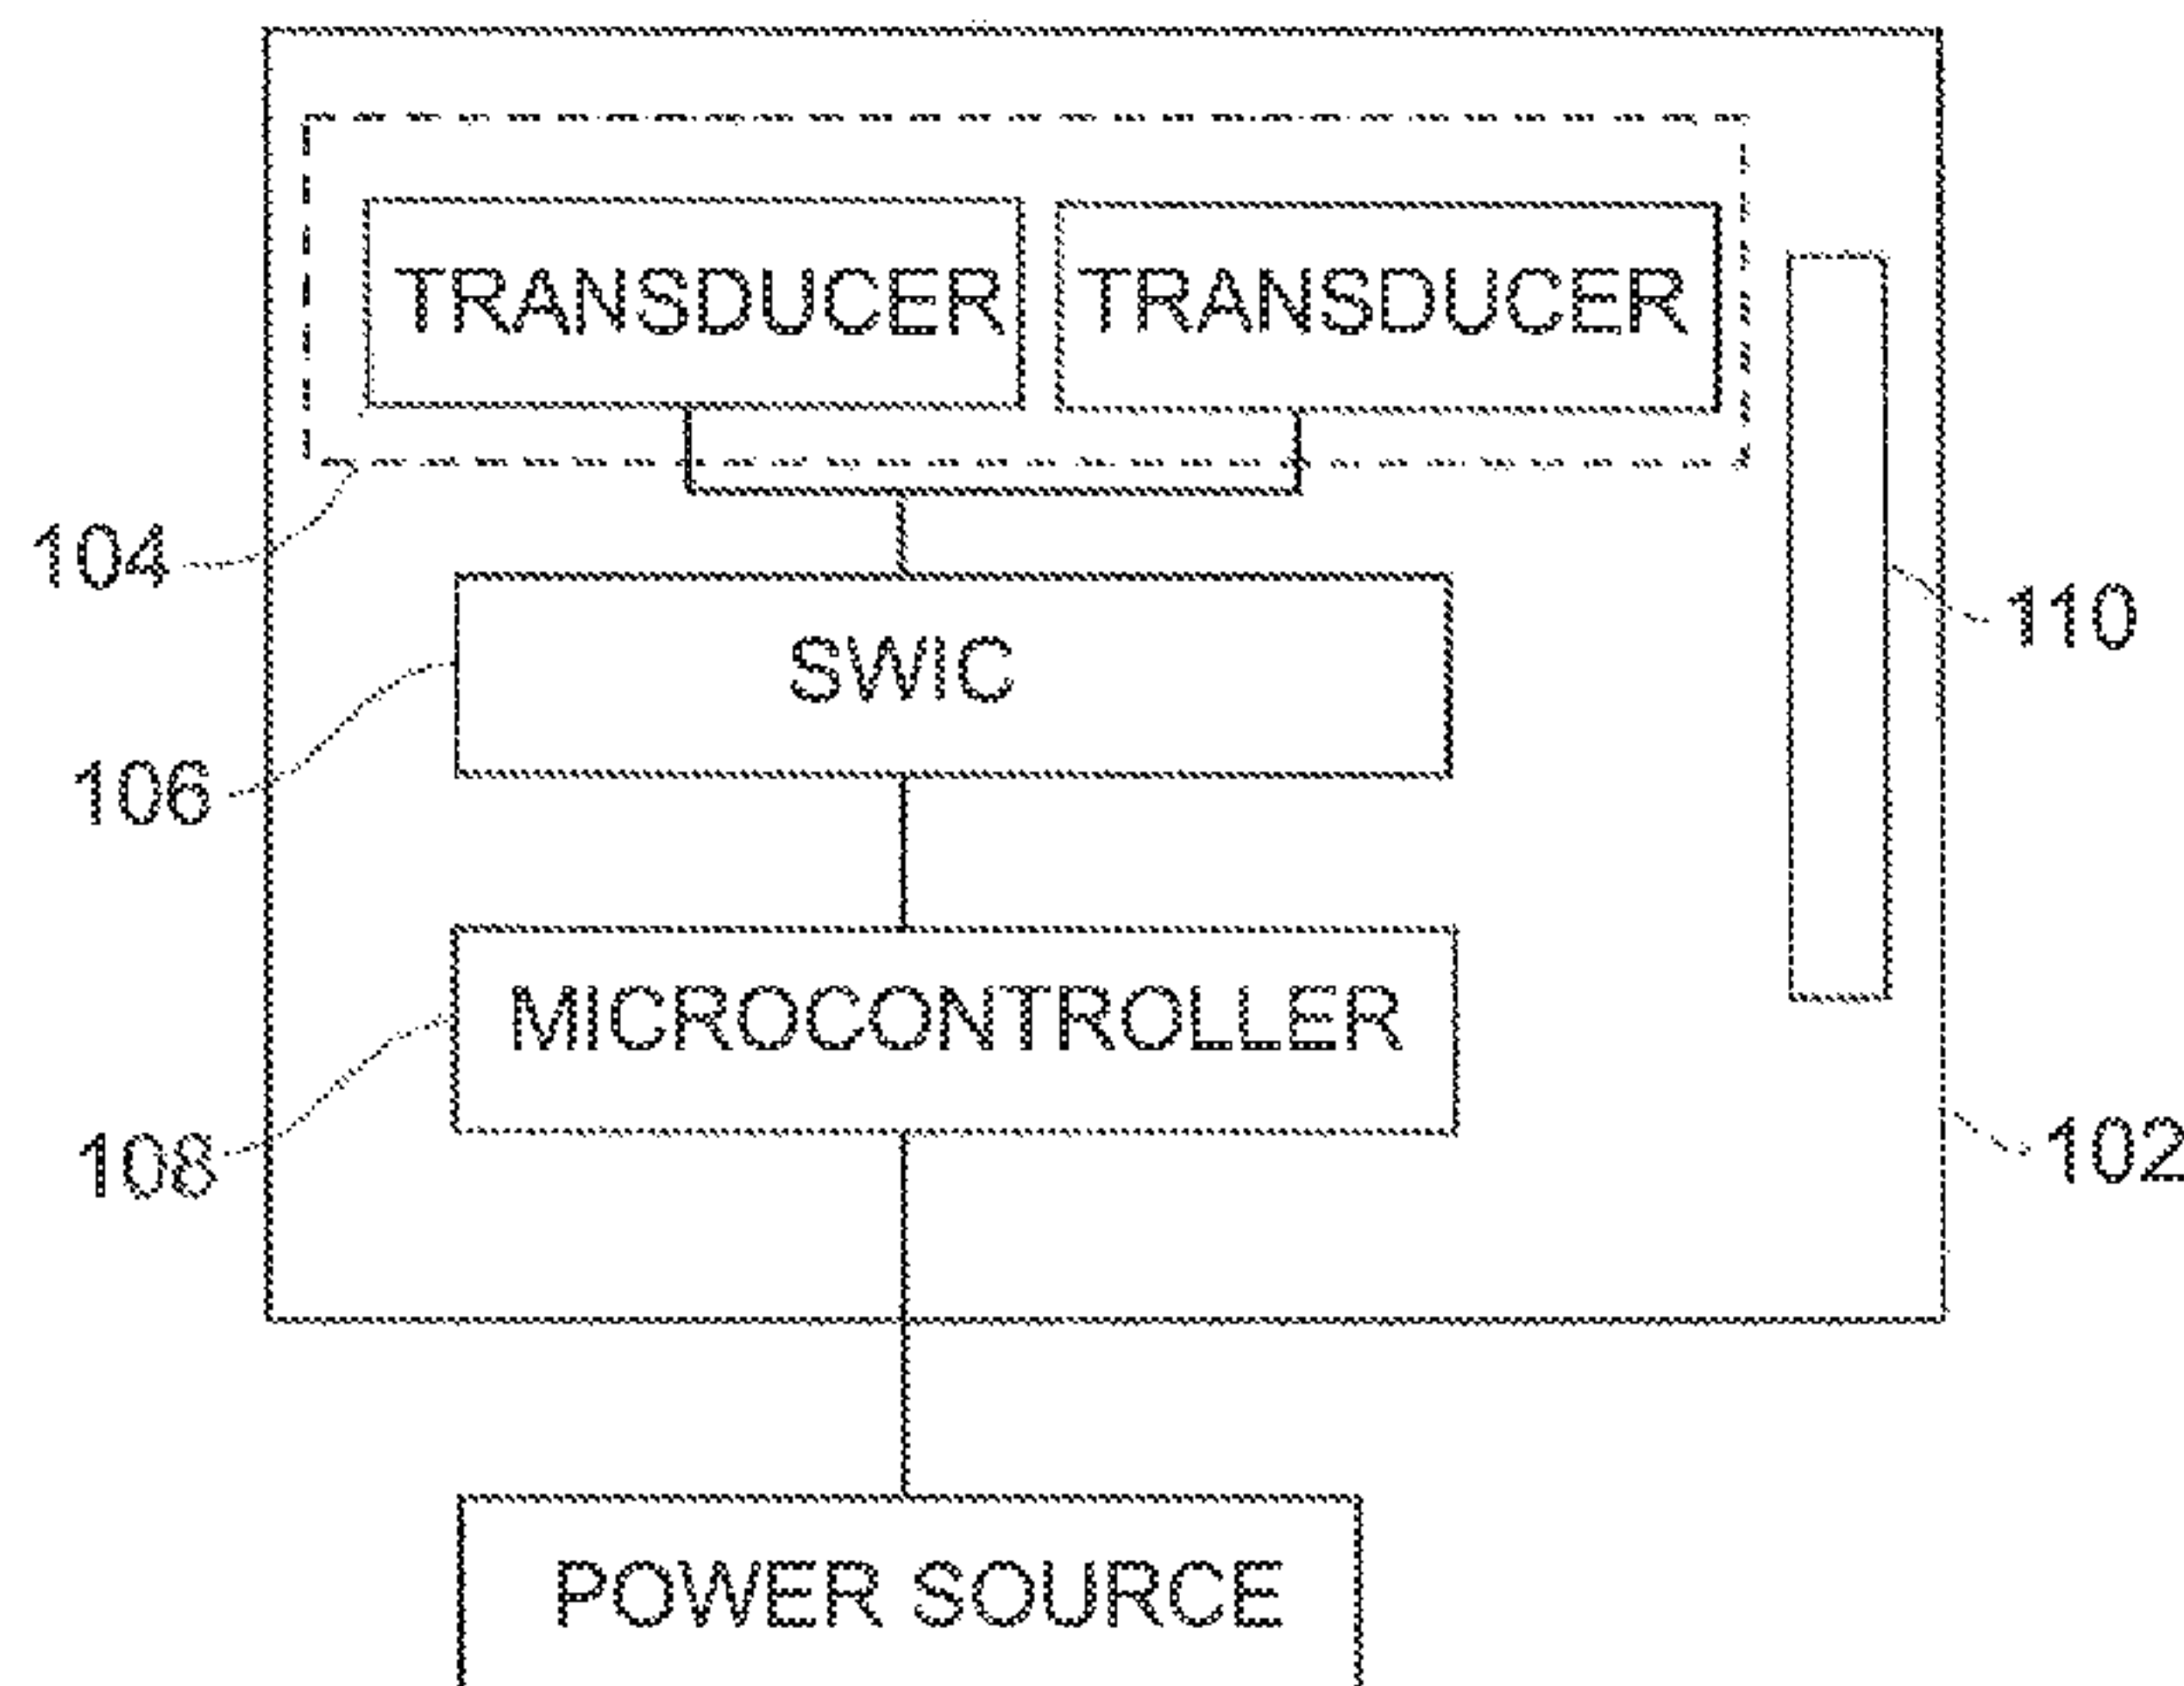 TRANSDUCER TRANSDUCER
104
110
SWIC
106
MICROCONTROLLER
108
102
POWER SOURCE